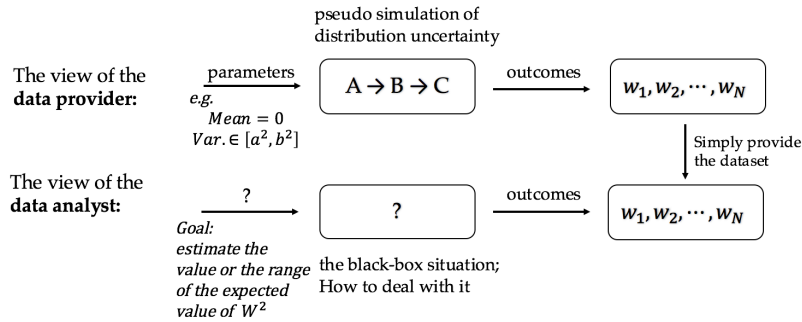 pseudo simulation of
distribution uncertainty
The view of the
data provider:
parameters
e.g.
Mean = 0
Var. ∈ [a², b²]
A → B → C
outcomes
w₁, w₂, ⋯ , w_N
Simply provide
the dataset
The view of the
data analyst:
?
Goal:
estimate the
value or the range
of the expected
value of W²
?
the black-box situation;
How to deal with it
outcomes
w₁, w₂, ⋯ , w_N